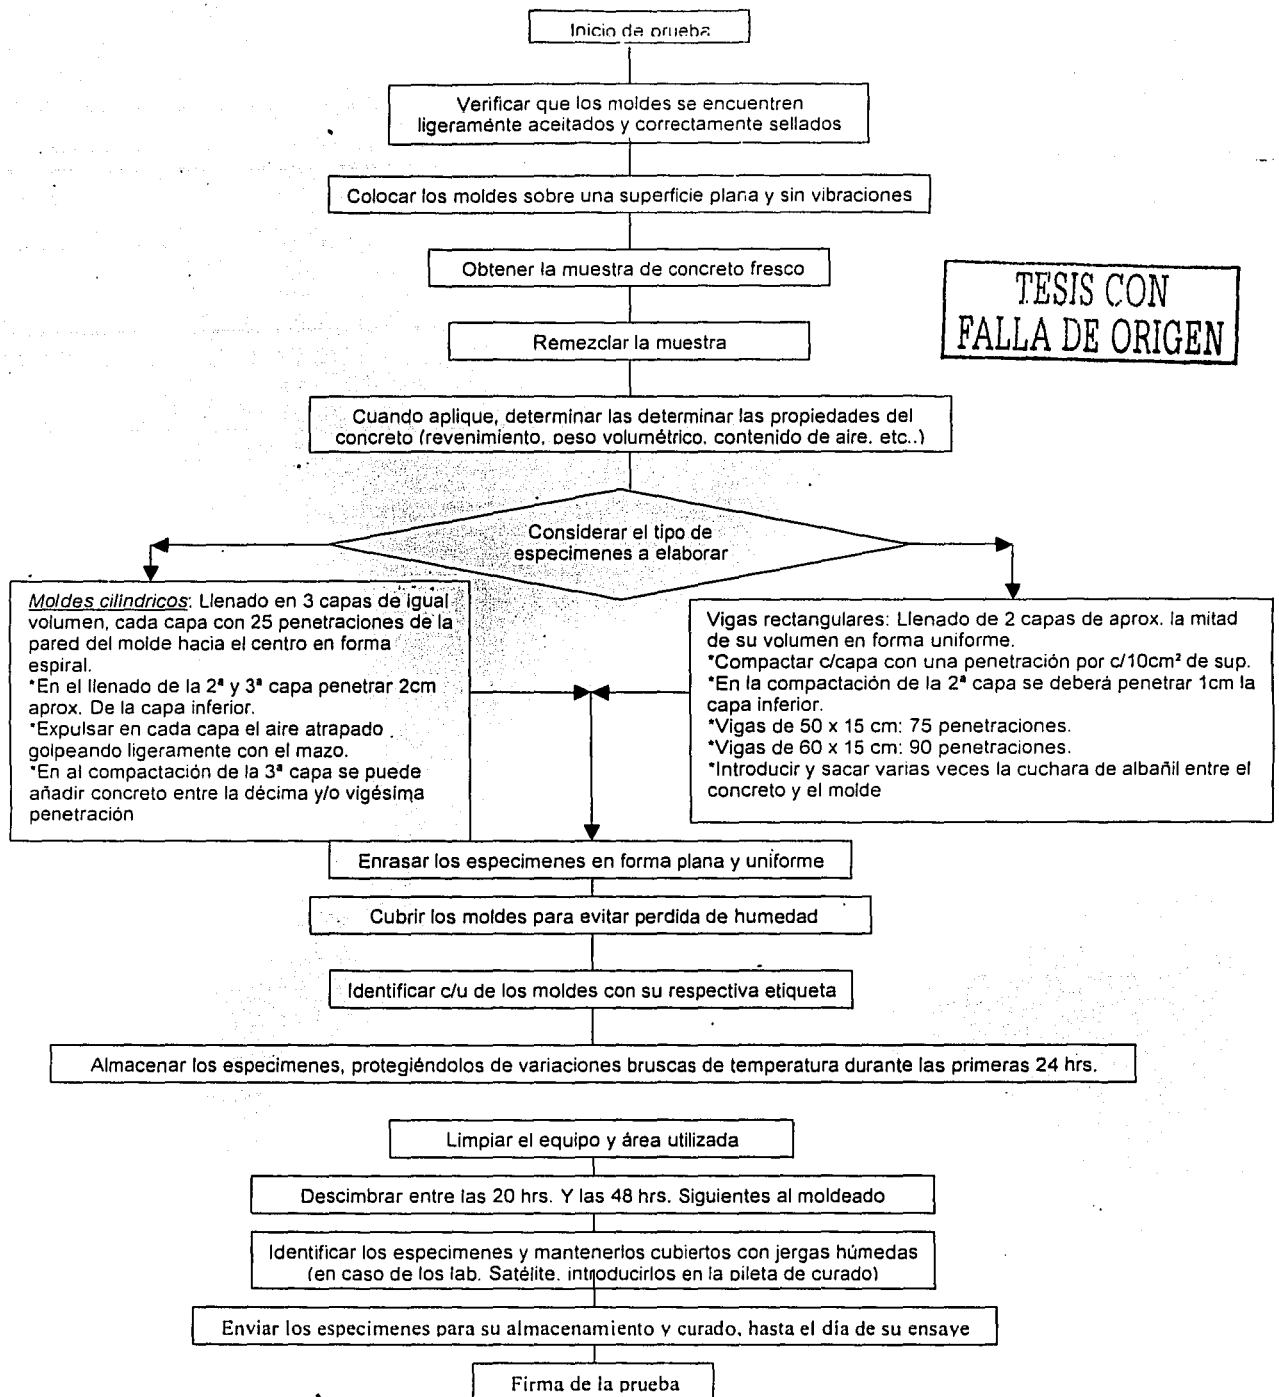 Inicio de prueba
Verificar que los moldes se encuentren
ligeraménte aceitados y correctamente sellados
Colocar los moldes sobre una superficie plana y sin vibraciones
Obtener la muestra de concreto fresco
TESIS CON
FALLA DE ORIGEN
Remezclar la muestra
Cuando aplique, determinar las determinar las propiedades del
concreto (revenimiento, peso volumétrico, contenido de aire, etc..)
Considerar el tipo de
especimenes a elaborar
Moldes cilindricos: Llenado en 3 capas de igual
volumen, cada capa con 25 penetraciones de la
pared del molde hacia el centro en forma
espiral.
*En el llenado de la 2ª y 3ª capa penetrar 2cm
aprox. De la capa inferior.
*Expulsar en cada capa el aire atrapado
golpeando ligeramente con el mazo.
*En al compactación de la 3ª capa se puede
añadir concreto entre la décima y/o vigésima
penetración
Vigas rectangulares: Llenado de 2 capas de aprox. la mitad
de su volumen en forma uniforme.
*Compactar c/capa con una penetración por c/10cm² de sup.
*En la compactación de la 2ª capa se deberá penetrar 1cm la
capa inferior.
*Vigas de 50 x 15 cm: 75 penetraciones.
*Vigas de 60 x 15 cm: 90 penetraciones.
*Introducir y sacar varias veces la cuchara de albañil entre el
concreto y el molde
Enrasar los especimenes en forma plana y uniforme
Cubrir los moldes para evitar perdida de humedad
Identificar c/u de los moldes con su respectiva etiqueta
Almacenar los especimenes, protegiéndolos de variaciones bruscas de temperatura durante las primeras 24 hrs.
Limpiar el equipo y área utilizada
Descimbrar entre las 20 hrs. Y las 48 hrs. Siguientes al moldeado
Identificar los especimenes y mantenerlos cubiertos con jergas húmedas
(en caso de los lab. Satélite, introducirlos en la pileta de curado)
Enviar los especimenes para su almacenamiento y curado, hasta el día de su ensaye
Firma de la prueba